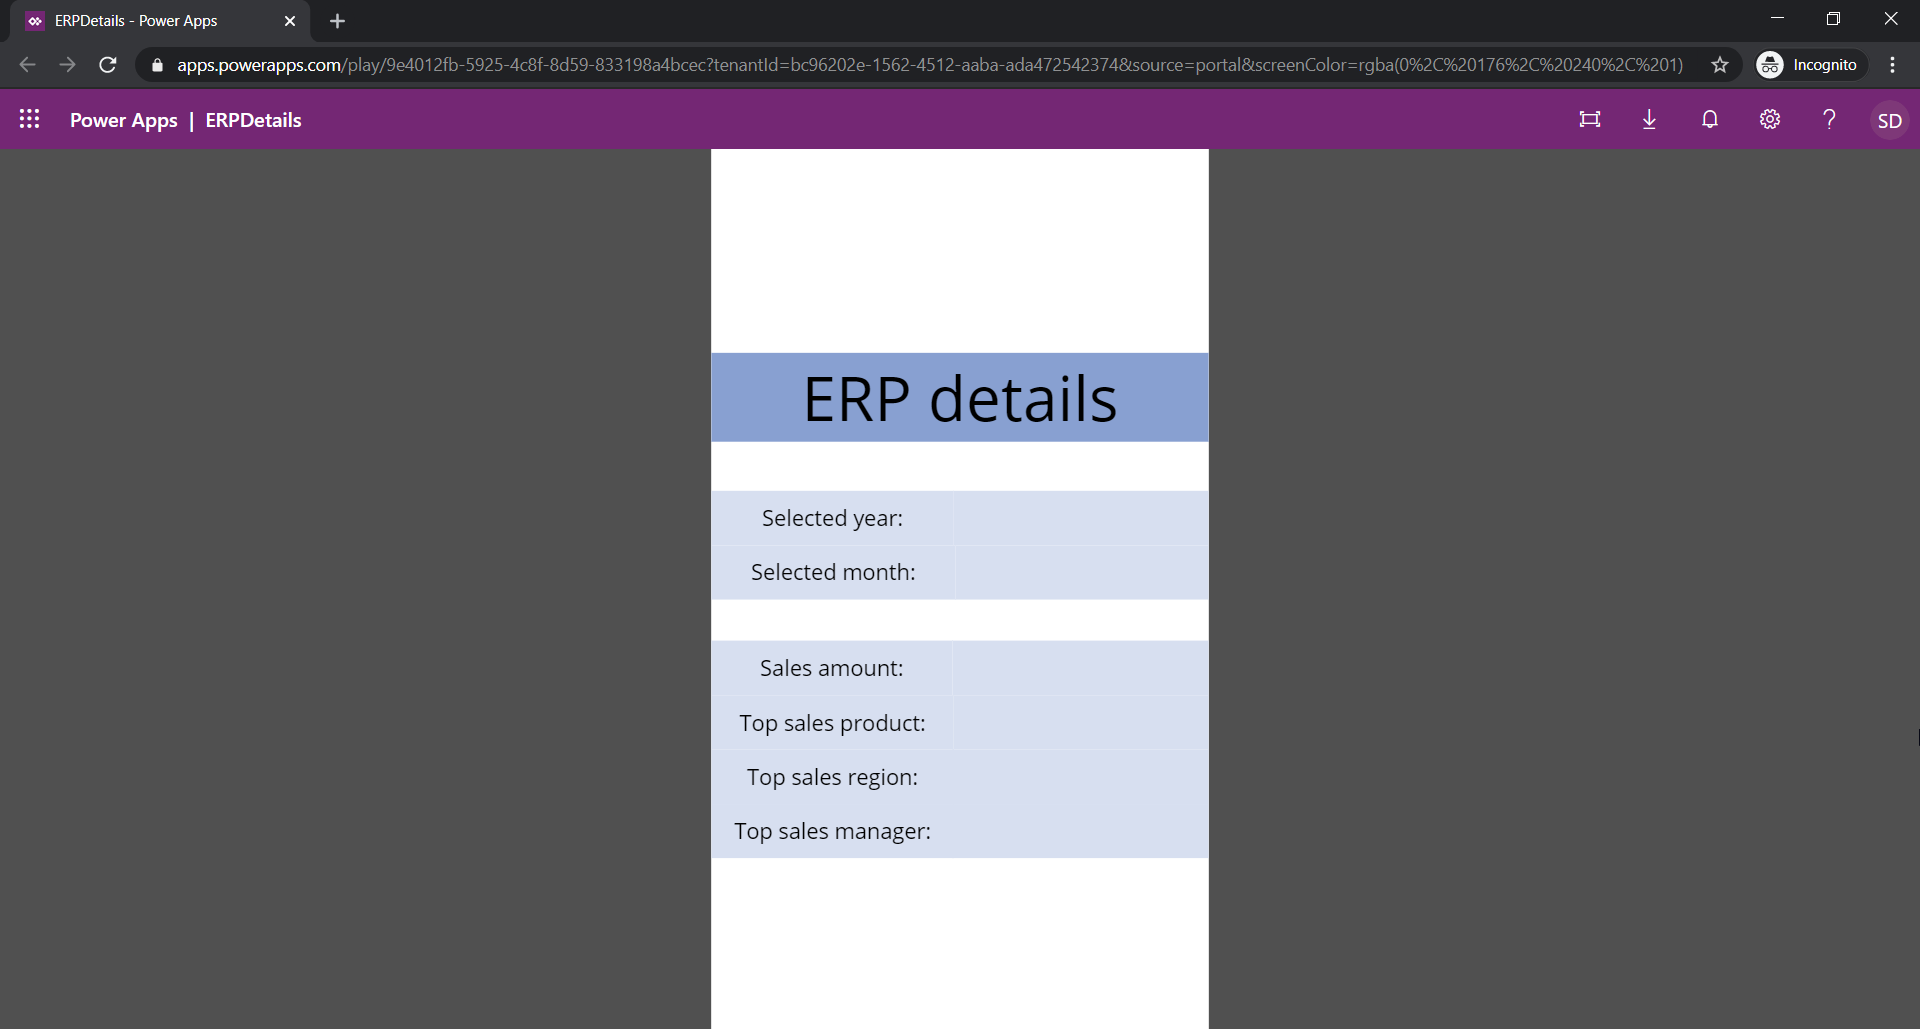 ERPDetails - Power Apps
apps.powerapps.com/play/9e4012fb-5925-4c8f-8d59-833198a4bcec?tenantId=bc96202e-1562-4512-aaba-ada472542374&source=portal&screenColor=rgba(0%2C%20176%2C%20240%2C%201)
Incognito
Power Apps | ERPDetails
?
SD
ERP details
Selected year:
Selected month:
Sales amount:
Top sales product:
Top sales region:
Top sales manager: